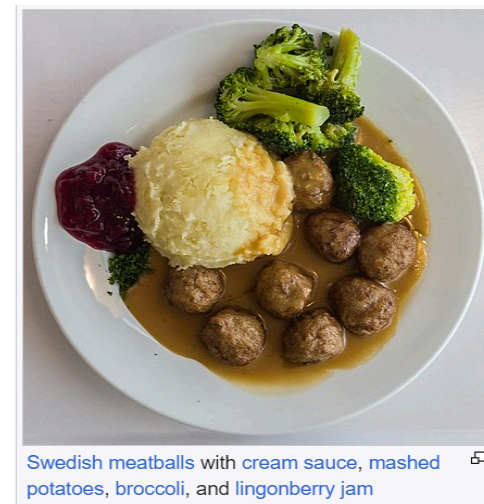 Swedish meatballs with cream sauce, mashed
potatoes, broccoli, and lingonberry jam